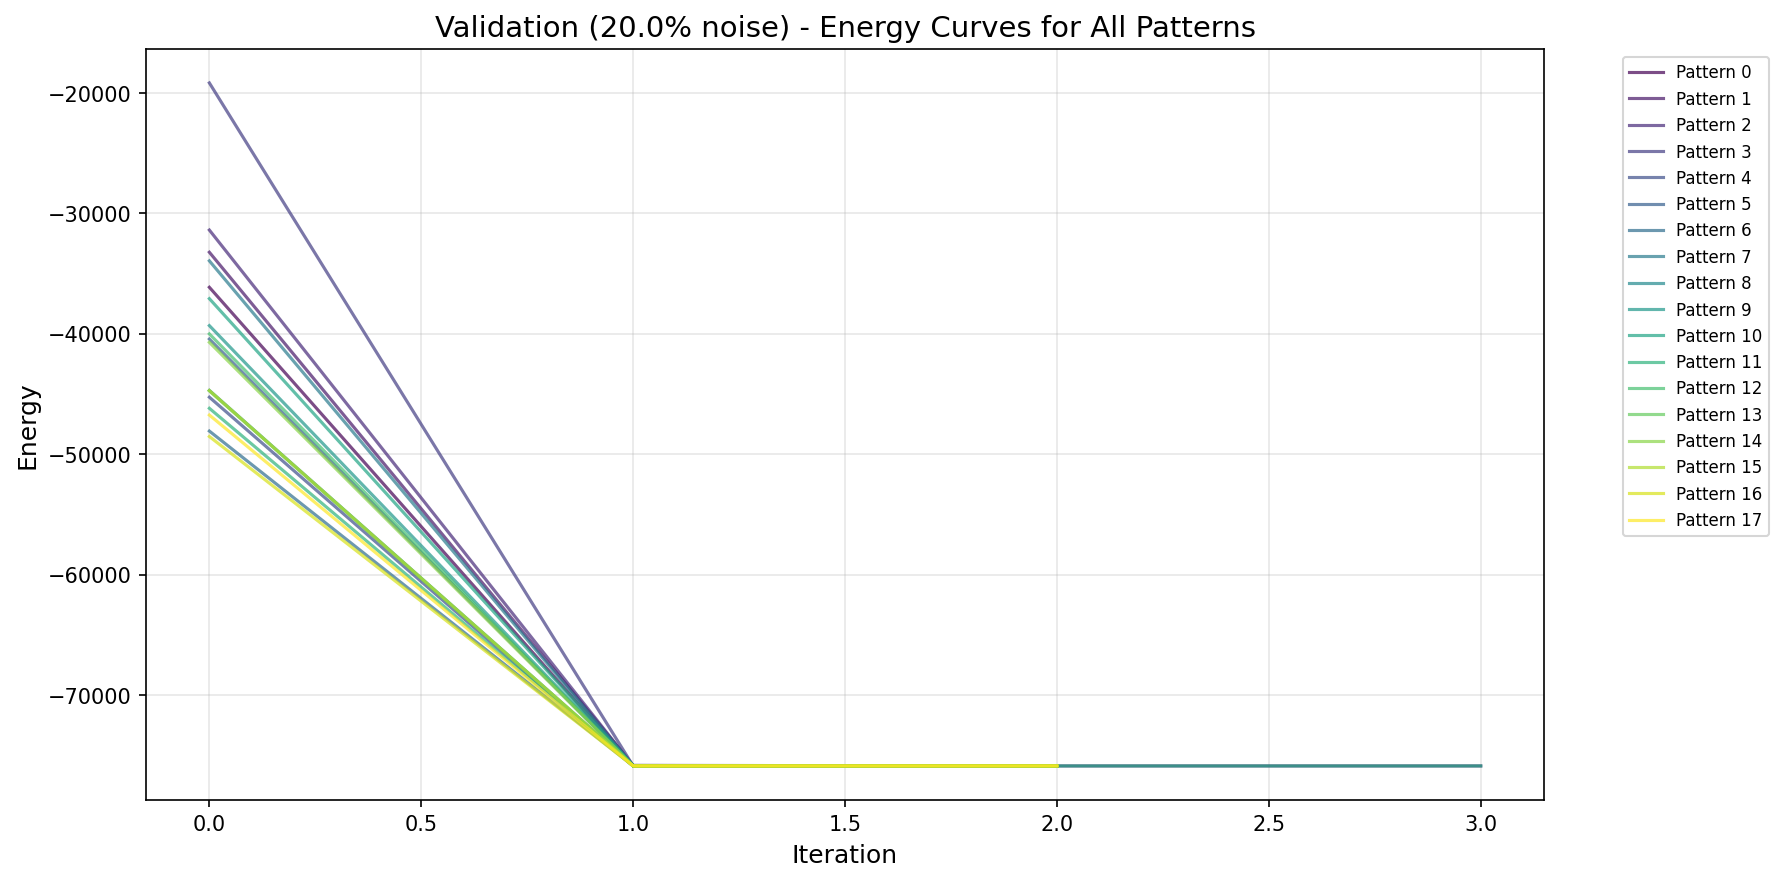 Validation (20.0% noise) - Energy Curves for All Patterns
Energy
−20000
−30000
−40000
−50000
−60000
−70000
0.0
0.5
1.0
1.5
2.0
2.5
3.0
Iteration
Pattern 0
Pattern 1
Pattern 2
Pattern 3
Pattern 4
Pattern 5
Pattern 6
Pattern 7
Pattern 8
Pattern 9
Pattern 10
Pattern 11
Pattern 12
Pattern 13
Pattern 14
Pattern 15
Pattern 16
Pattern 17